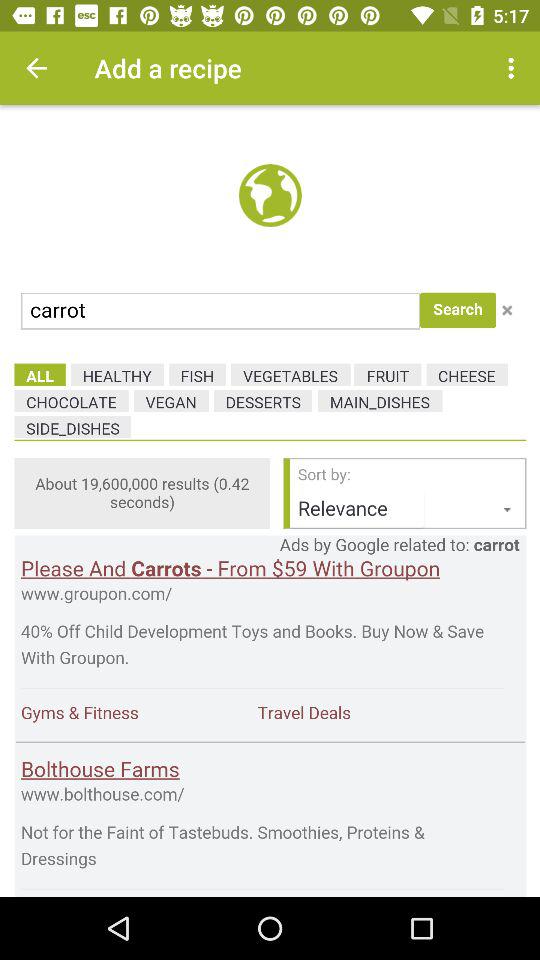 esc 5:17
Add a recipe
carrot Search ×
ALL HEALTHY FISH VEGETABLES FRUIT CHEESE
CHOCOLATE VEGAN DESSERTS MAIN_DISHES
SIDE_DISHES
About 19,600,000 results (0.42
seconds)
Sort by:
Relevance
Ads by Google related to: carrot
Please And Carrots - From $59 With Groupon
www.groupon.com/
40% Off Child Development Toys and Books. Buy Now & Save
With Groupon.
Gyms & Fitness Travel Deals
Bolthouse Farms
www.bolthouse.com/
Not for the Faint of Tastebuds. Smoothies, Proteins &
Dressings